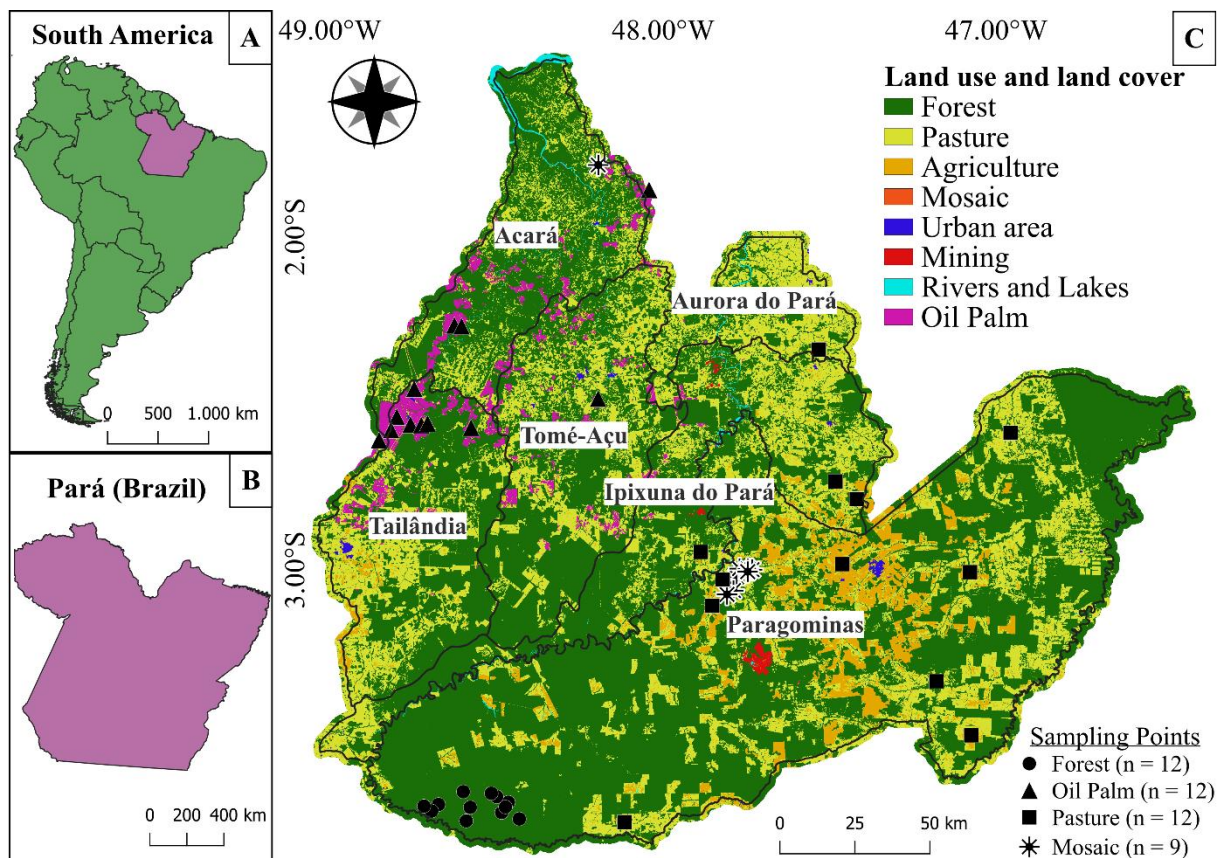 South America
A
0
500
1.000 km
Pará (Brazil)
B
0
200
400 km
49.00°W
48.00°W
47.00°W
C
2.00°S
3.00°S
Land use and land cover
Forest
Pasture
Agriculture
Mosaic
Urban area
Mining
Rivers and Lakes
Oil Palm
Acará
Aurora do Pará
Tomé-Açu
Ipixuna do Pará
Tailândia
Paragominas
Sampling Points
Forest (n = 12)
Oil Palm (n = 12)
Pasture (n = 12)
Mosaic (n = 9)
0
25
50 km